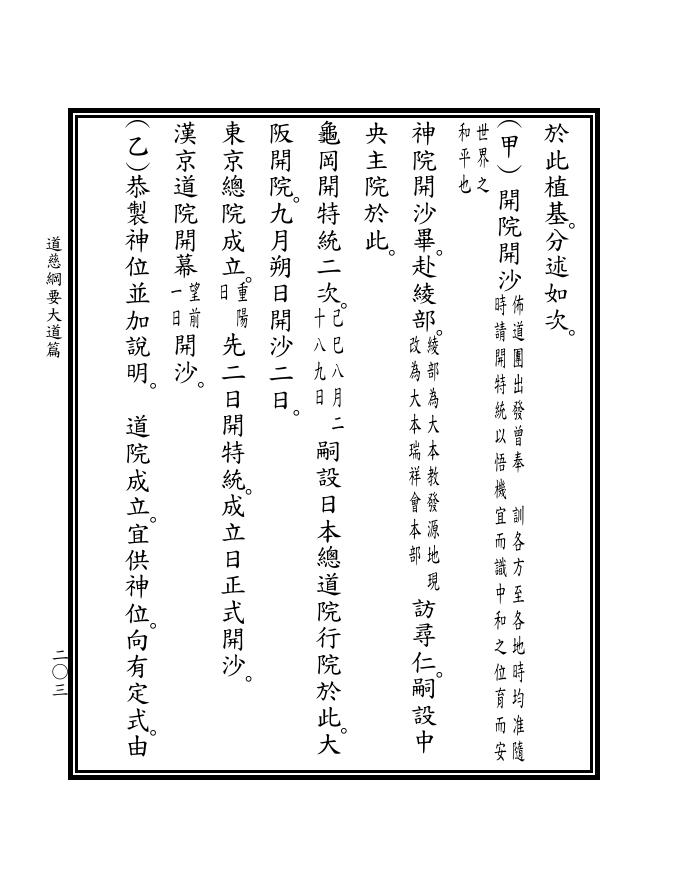 於此植基。分述如次。
（甲）開院開沙佈道團出發曾奉　訓各方至各地時均准隨
時請開特統以悟機宜而識中和之位育而安
世界之
和平也
神院開沙畢。赴綾部。綾部為大本教發源地現
改為大本瑞祥會本部訪尋仁。嗣設中
央主院於此。
龜岡開特統二次。己巳八月二
十八九日嗣設日本總道院行院於此。大
阪開院。九月朔日開沙二日。
東京總院成立。重陽
日先二日開特統。成立日正式開沙。
漢京道院開幕望前
一日開沙。
（乙）恭製神位並加說明。　道院成立。宜供神位。向有定式。由
道慈綱要大道篇
二〇三